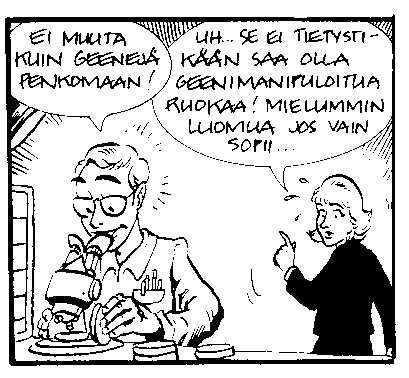 EI MUUTA
KUIN GEENEJÄ
PENKOMAAN!
UH... SE EI TIETYSTI-
KÄÄN SAA OLLA
GEENIMANIPULOITUA
RUOKAA! MIELUMMIN
LUOMUA JOS VAIN
SOPII...